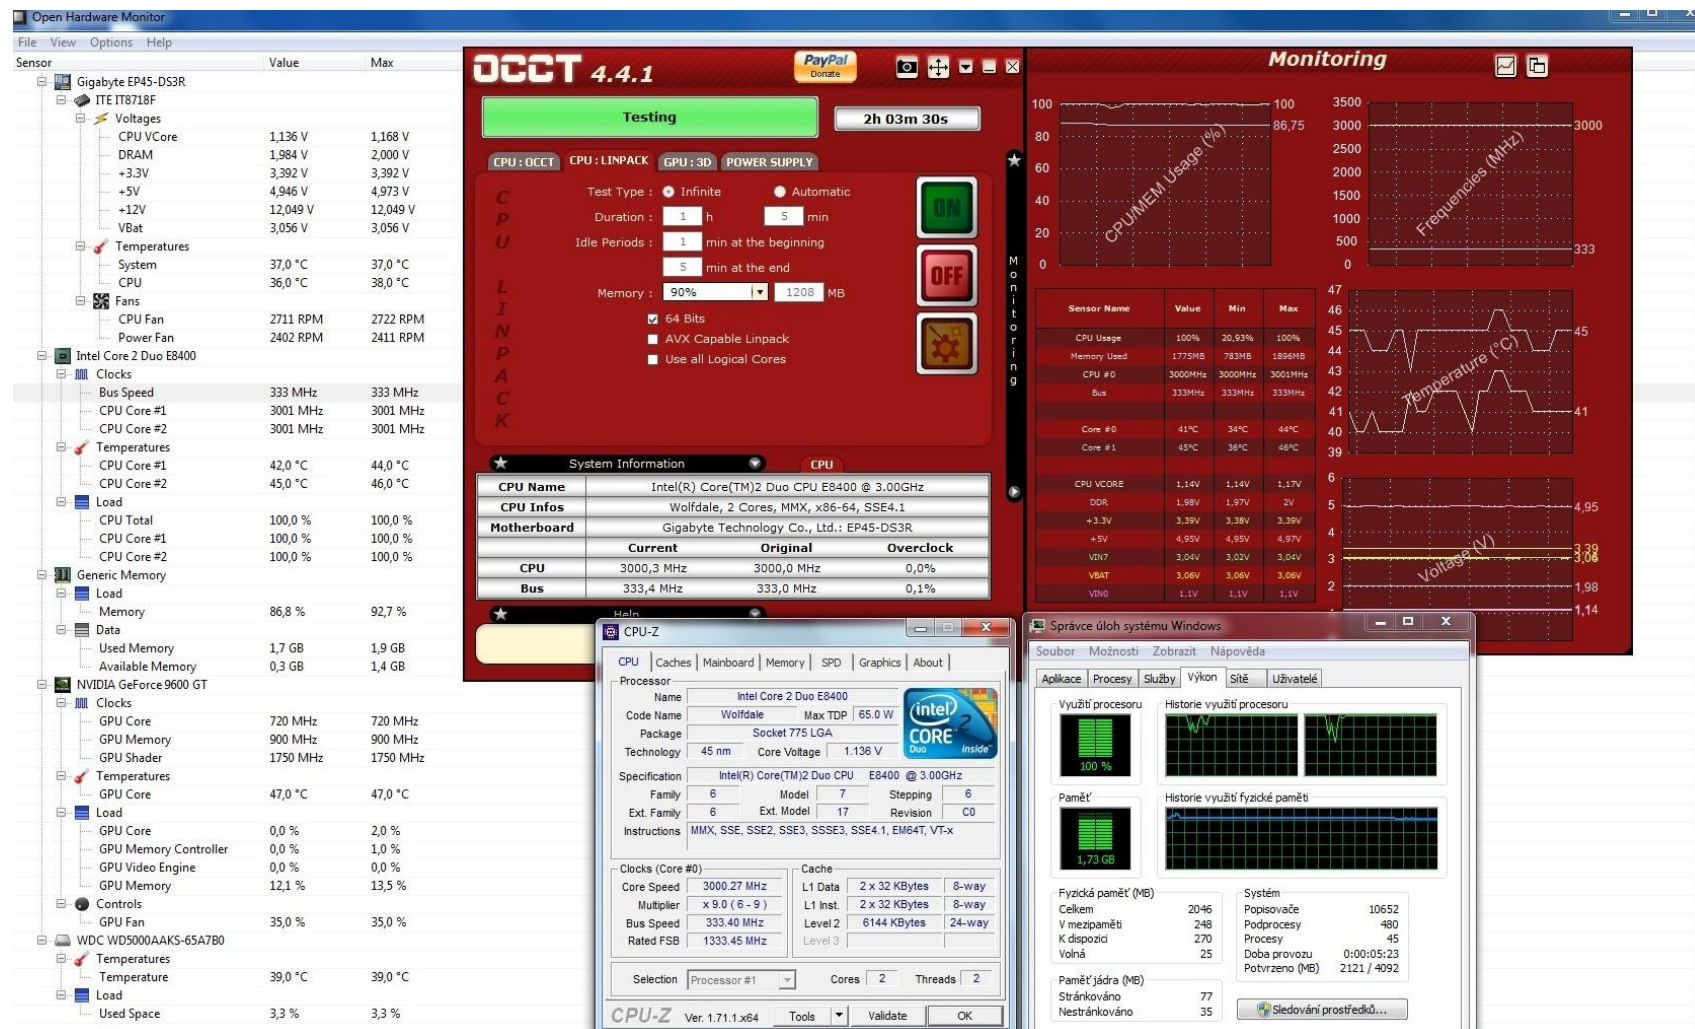 Open Hardware Monitor
File View Options Help
Sensor Value Max
Gigabyte EP45-DS3R
ITE IT8718F
Voltages
CPU VCore 1,136 V 1,168 V
DRAM 1,984 V 2,000 V
+3.3V 3,392 V 3,392 V
+5V 4,946 V 4,973 V
+12V 12,049 V 12,049 V
VBat 3,056 V 3,056 V
Temperatures
System 37,0 °C 37,0 °C
CPU 36,0 °C 38,0 °C
Fans
CPU Fan 2711 RPM 2722 RPM
Power Fan 2402 RPM 2411 RPM
Intel Core 2 Duo E8400
Clocks
Bus Speed 333 MHz 333 MHz
CPU Core #1 3001 MHz 3001 MHz
CPU Core #2 3001 MHz 3001 MHz
Temperatures
CPU Core #1 42,0 °C 44,0 °C
CPU Core #2 45,0 °C 46,0 °C
Load
CPU Total 100,0 % 100,0 %
CPU Core #1 100,0 % 100,0 %
CPU Core #2 100,0 % 100,0 %
Generic Memory
Load
Memory 86,8 % 92,7 %
Data
Used Memory 1,7 GB 1,9 GB
Available Memory 0,3 GB 1,4 GB
NVIDIA GeForce 9600 GT
Clocks
GPU Core 720 MHz 720 MHz
GPU Memory 900 MHz 900 MHz
GPU Shader 1750 MHz 1750 MHz
Temperatures
GPU Core 47,0 °C 47,0 °C
Load
GPU Core 0,0 % 2,0 %
GPU Memory Controller 0,0 % 1,0 %
GPU Video Engine 0,0 % 0,0 %
GPU Memory 12,1 % 13,5 %
Controls
GPU Fan 35,0 % 35,0 %
WDC WD5000AAKS-65A7B0
Temperatures
Temperature 39,0 °C 39,0 °C
Load
Used Space 3,3 % 3,3 %
OCCT 4.4.1
PayPal
Donate
Testing 2h 03m 30s
CPU : OCCT CPU : LINPACK GPU : 3D POWER SUPPLY
CPU LINPACK
Test Type : Infinite Automatic
Duration : 1 h 5 min
Idle Periods : 1 min at the beginning
5 min at the end
Memory : 90% 1208 MB
64 Bits
AVX Capable Linpack
Use all Logical Cores
ON
OFF
Monitoring
System Information CPU
CPU Name Intel(R) Core(TM)2 Duo CPU E8400 @ 3.00GHz
CPU Infos Wolfdale, 2 Cores, MMX, x86-64, SSE4.1
Motherboard Gigabyte Technology Co., Ltd.: EP45-DS3R
Current Original Overclock
CPU 3000,3 MHz 3000,0 MHz 0,0%
Bus 333,4 MHz 333,0 MHz 0,1%
Help
Monitoring
100
80
60
40
20
0
CPU/MEM Usage (%)
100
86,75
3500
3000
2500
2000
1500
1000
500
0
Frequencies (MHz)
3000
333
Sensor Name Value Min Max
CPU Usage 100% 20,93% 100%
Memory Used 1775MB 783MB 1896MB
CPU #0 3000MHz 3000MHz 3001MHz
Bus 333MHz 333MHz 333MHz
Core #0 41°C 34°C 44°C
Core #1 45°C 36°C 46°C
CPU VCORE 1,14V 1,14V 1,17V
DDR 1,98V 1,97V 2V
+3.3V 3,39V 3,38V 3,39V
+5V 4,95V 4,95V 4,97V
VIN7 3,04V 3,02V 3,04V
VBAT 3,06V 3,06V 3,06V
VIN0 1,1V 1,1V 1,1V
47
46
45
44
43
42
41
40
39
Temperature (°C)
45
41
6
5
4
3
2
Voltage (V)
4,95
3,39
1,98
1,14
CPU-Z
CPU Caches Mainboard Memory SPD Graphics About
Processor
Name Intel Core 2 Duo E8400
Code Name Wolfdale Max TDP 65.0 W
Package Socket 775 LGA
Technology 45 nm Core Voltage 1.136 V
(intel)
CORE 2
Duo inside™
Specification Intel(R) Core(TM)2 Duo CPU E8400 @ 3.00GHz
Family 6 Model 7 Stepping 6
Ext. Family 6 Ext. Model 17 Revision C0
Instructions MMX, SSE, SSE2, SSE3, SSSE3, SSE4.1, EM64T, VT-x
Clocks (Core #0) Cache
Core Speed 3000.27 MHz L1 Data 2 x 32 KBytes 8-way
Multiplier x 9.0 ( 6 - 9 ) L1 Inst. 2 x 32 KBytes 8-way
Bus Speed 333.40 MHz Level 2 6144 KBytes 24-way
Rated FSB 1333.45 MHz Level 3
Selection Processor #1 Cores 2 Threads 2
CPU-Z Ver. 1.71.1.x64 Tools Validate OK
Správce úloh systému Windows
Soubor Možnosti Zobrazit Nápověda
Aplikace Procesy Služby Výkon Sítě Uživatelé
Využití procesoru Historie využití procesoru
100 %
Paměť Historie využití fyzické paměti
1,73 GB
Fyzická paměť (MB)
Celkem 2046
V mezipaměti 248
K dispozici 270
Volná 25
Systém
Popisovače 10652
Podprocesy 480
Procesy 45
Doba provozu 0:00:05:23
Potvrzeno (MB) 2121 / 4092
Paměť jádra (MB)
Stránkováno 77
Nestránkováno 35
Sledování prostředků...